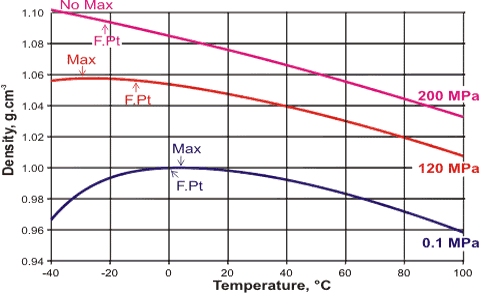 No Max
1.10
F.Pt
1.08
Max
1.06
F.Pt
200 MPa
1.04
Density, g.cm³
1.02
Max
120 MPa
1.00
F.Pt
0.98
0.96
0.1 MPa
0.94
-40 -20 0 20 40 60 80 100
Temperature, °C